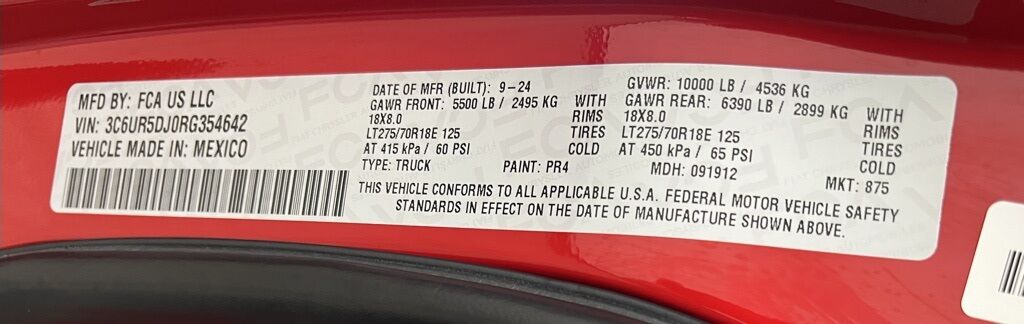 MFD BY: FCA US LLC
VIN: 3C6UR5DJ0RG354642
VEHICLE MADE IN: MEXICO
DATE OF MFR (BUILT): 9-24
GAWR FRONT: 5500 LB / 2495 KG WITH
18X8.0 RIMS
LT275/70R18E 125 TIRES
AT 415 kPa / 60 PSI COLD
TYPE: TRUCK PAINT: PR4
GVWR: 10000 LB / 4536 KG
GAWR REAR: 6390 LB / 2899 KG WITH
18X8.0 RIMS
LT275/70R18E 125 TIRES
AT 450 kPa / 65 PSI COLD
MDH: 091912 MKT: 875
THIS VEHICLE CONFORMS TO ALL APPLICABLE U.S.A. FEDERAL MOTOR VEHICLE SAFETY
STANDARDS IN EFFECT ON THE DATE OF MANUFACTURE SHOWN ABOVE.